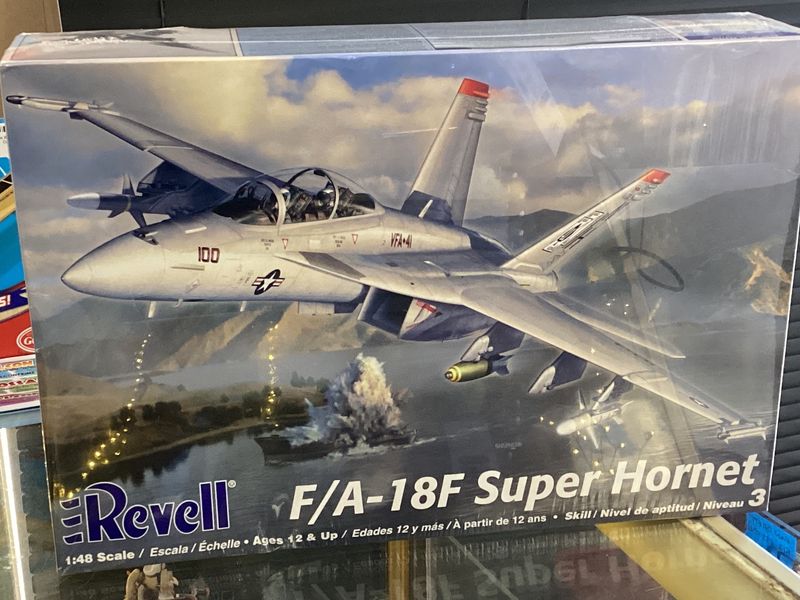 100
VFA★41
Revell®
F/A-18F Super Hornet
1:48 Scale / Escala / Échelle • Ages 12 & Up / Edades 12 y más / À partir de 12 ans • Skill / Nivel de aptitud / Niveau 3